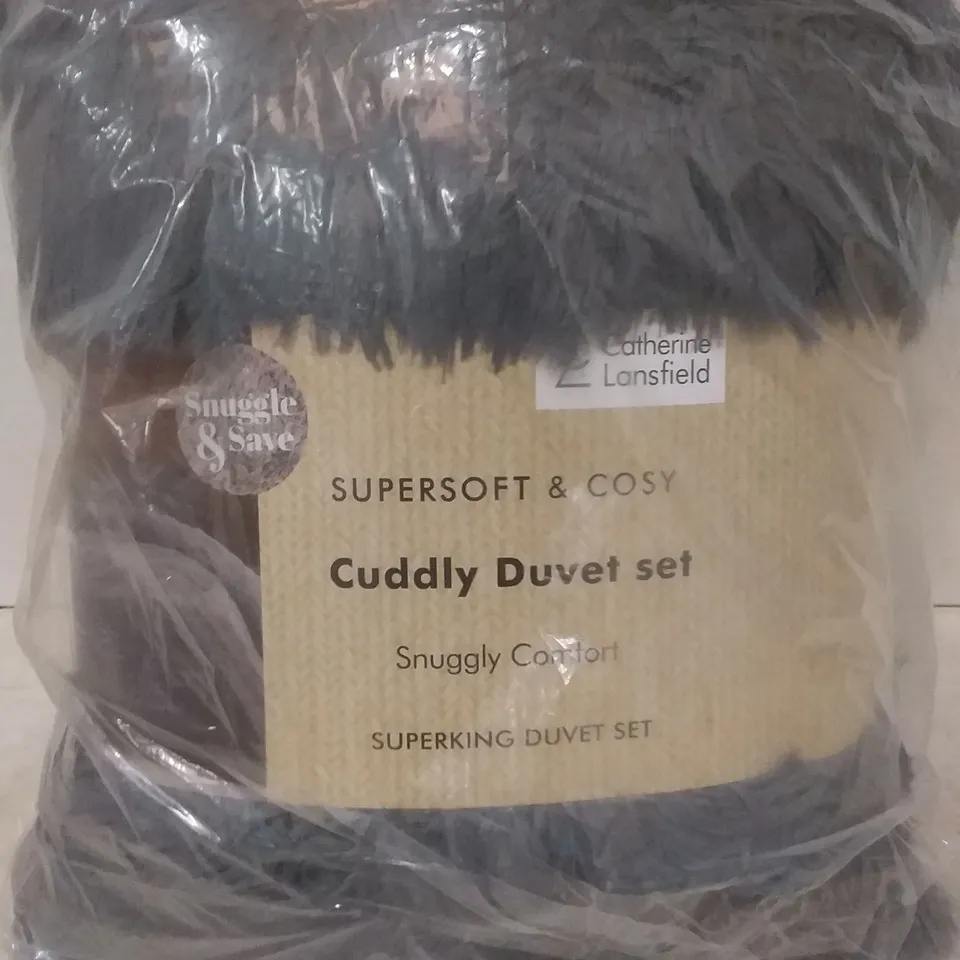 Catherine
Lansfield
Snuggle
& Save
SUPERSOFT & COSY
Cuddly Duvet set
Snuggly Comfort
SUPERKING DUVET SET